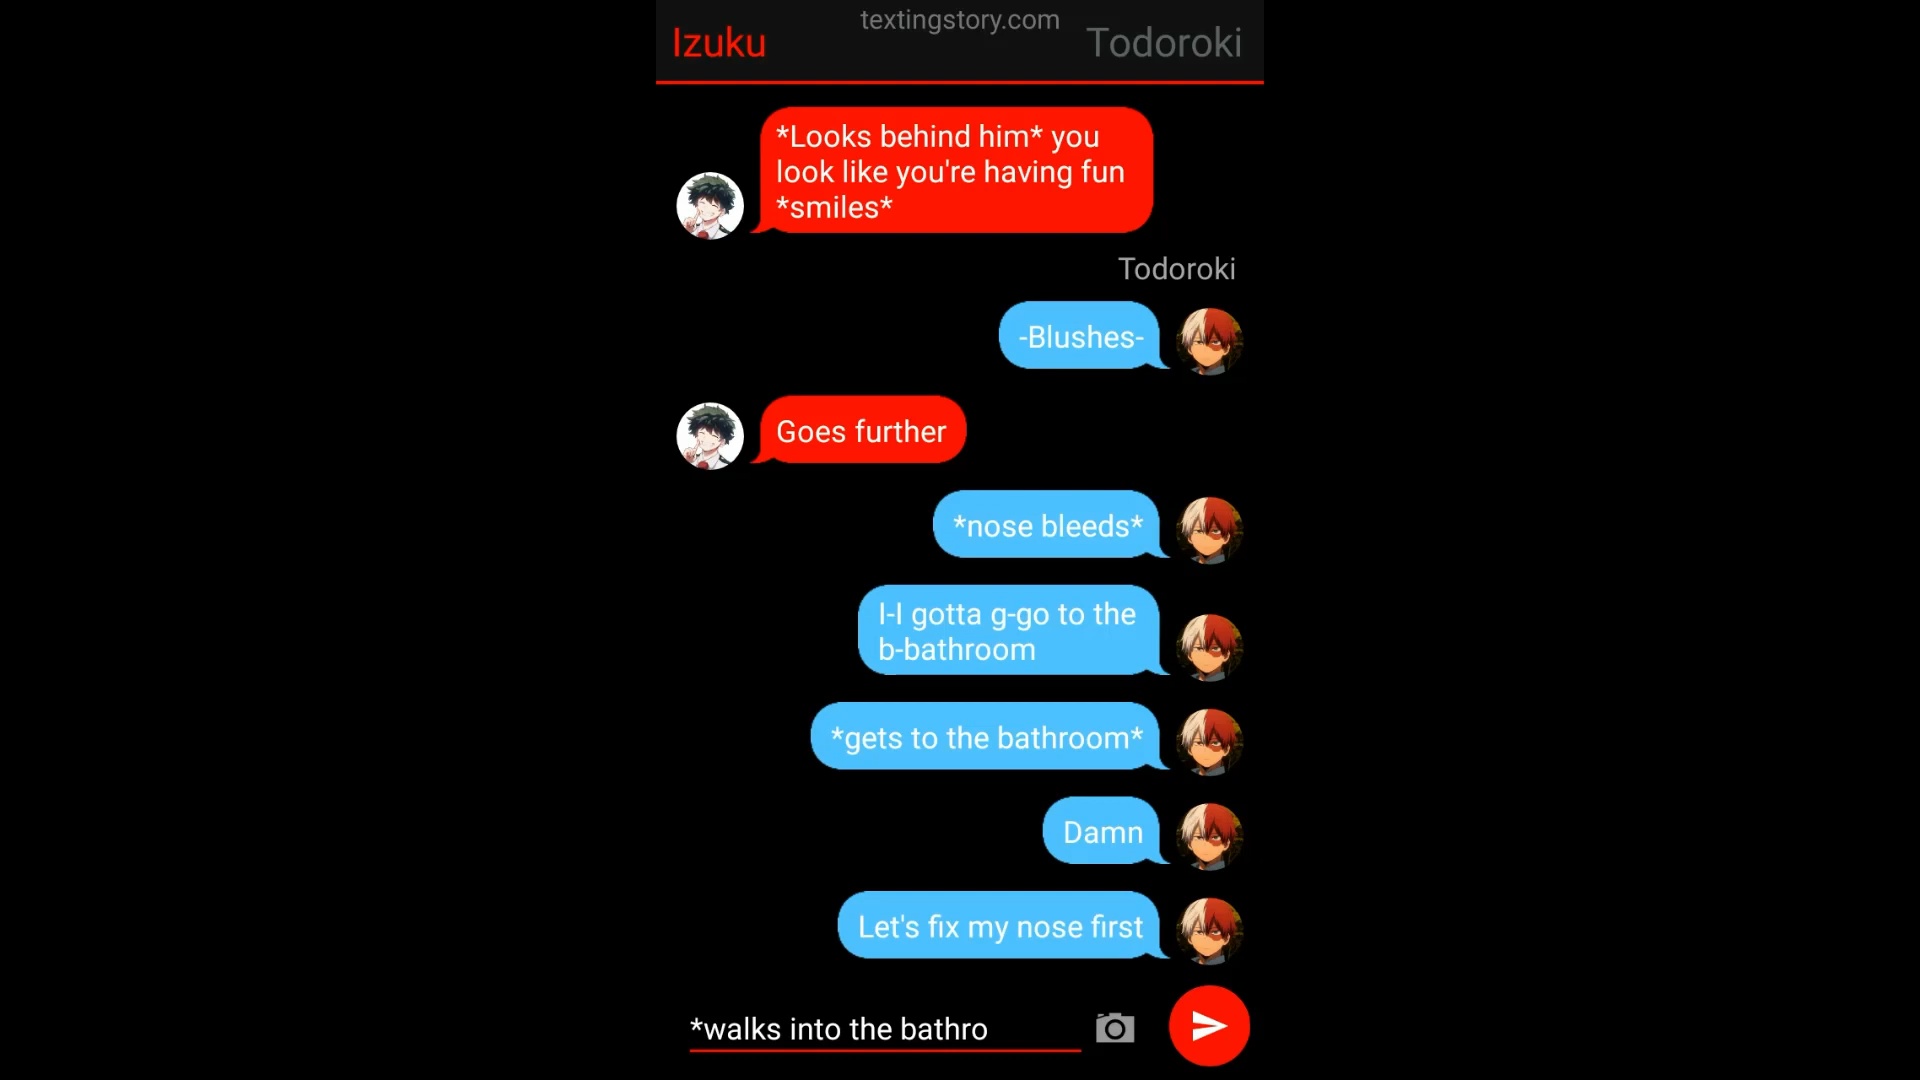 textingstory.com
Izuku
Todoroki
*Looks behind him* you
look like you're having fun
*smiles*
Todoroki
-Blushes-
Goes further
*nose bleeds*
I-I gotta g-go to the
b-bathroom
*gets to the bathroom*
Damn
Let's fix my nose first
*walks into the bathro